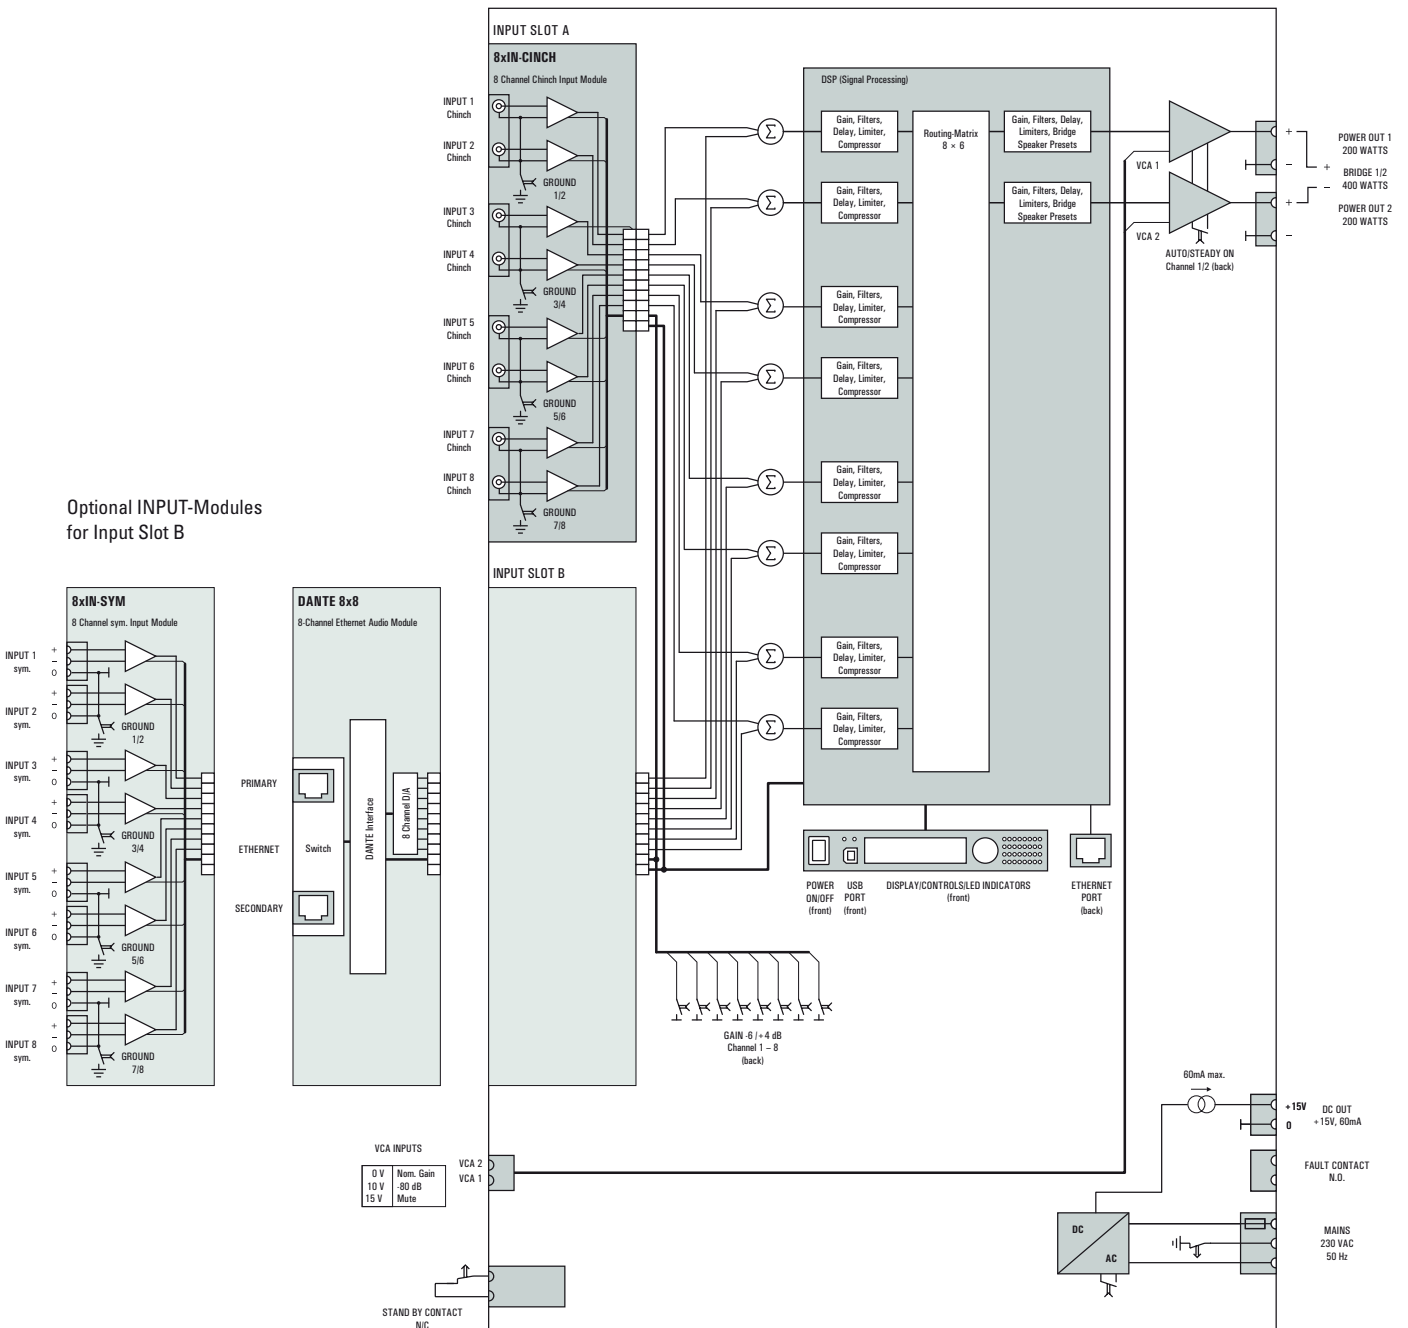 INPUT SLOT A
8xIN-CINCH
8 Channel Chinch Input Module
INPUT 1
Chinch
INPUT 2
Chinch
GROUND
1/2
INPUT 3
Chinch
INPUT 4
Chinch
GROUND
3/4
INPUT 5
Chinch
INPUT 6
Chinch
GROUND
5/6
INPUT 7
Chinch
INPUT 8
Chinch
GROUND
7/8
DSP (Signal Processing)
Σ
Gain, Filters,
Delay, Limiter,
Compressor
Σ
Gain, Filters,
Delay, Limiter,
Compressor
Σ
Gain, Filters,
Delay, Limiter,
Compressor
Σ
Gain, Filters,
Delay, Limiter,
Compressor
Σ
Gain, Filters,
Delay, Limiter,
Compressor
Σ
Gain, Filters,
Delay, Limiter,
Compressor
Σ
Gain, Filters,
Delay, Limiter,
Compressor
Σ
Gain, Filters,
Delay, Limiter,
Compressor
Routing-Matrix
8 × 6
Gain, Filters, Delay,
Limiters, Bridge
Speaker Presets
Gain, Filters, Delay,
Limiters, Bridge
Speaker Presets
VCA 1
VCA 2
AUTO/STEADY ON
Channel 1/2 (back)
+
−
+
−
+
−
POWER OUT 1
200 WATTS
BRIDGE 1/2
400 WATTS
POWER OUT 2
200 WATTS
Optional INPUT-Modules
for Input Slot B
8xIN-SYM
8 Channel sym. Input Module
INPUT 1
sym.
+
−
0
INPUT 2
sym.
+
−
0
GROUND
1/2
INPUT 3
sym.
+
−
0
INPUT 4
sym.
+
−
0
GROUND
3/4
INPUT 5
sym.
+
−
0
INPUT 6
sym.
+
−
0
GROUND
5/6
INPUT 7
sym.
+
−
0
INPUT 8
sym.
+
−
0
GROUND
7/8
DANTE 8x8
8-Channel Ethernet Audio Module
PRIMARY
ETHERNET
SECONDARY
Switch
DANTE Interface
8 Channel D/A
INPUT SLOT B
POWER
ON/OFF
(front)
USB
PORT
(front)
DISPLAY/CONTROLS/LED INDICATORS
(front)
ETHERNET
PORT
(back)
GAIN -6 /+4 dB
Channel 1 – 8
(back)
VCA INPUTS
0 V Nom. Gain
10 V -80 dB
15 V Mute
VCA 2
VCA 1
STAND BY CONTACT
N/C
60mA max.
+15V
0
DC OUT
+15V, 60mA
FAULT CONTACT
N.O.
DC
AC
MAINS
230 VAC
50 Hz